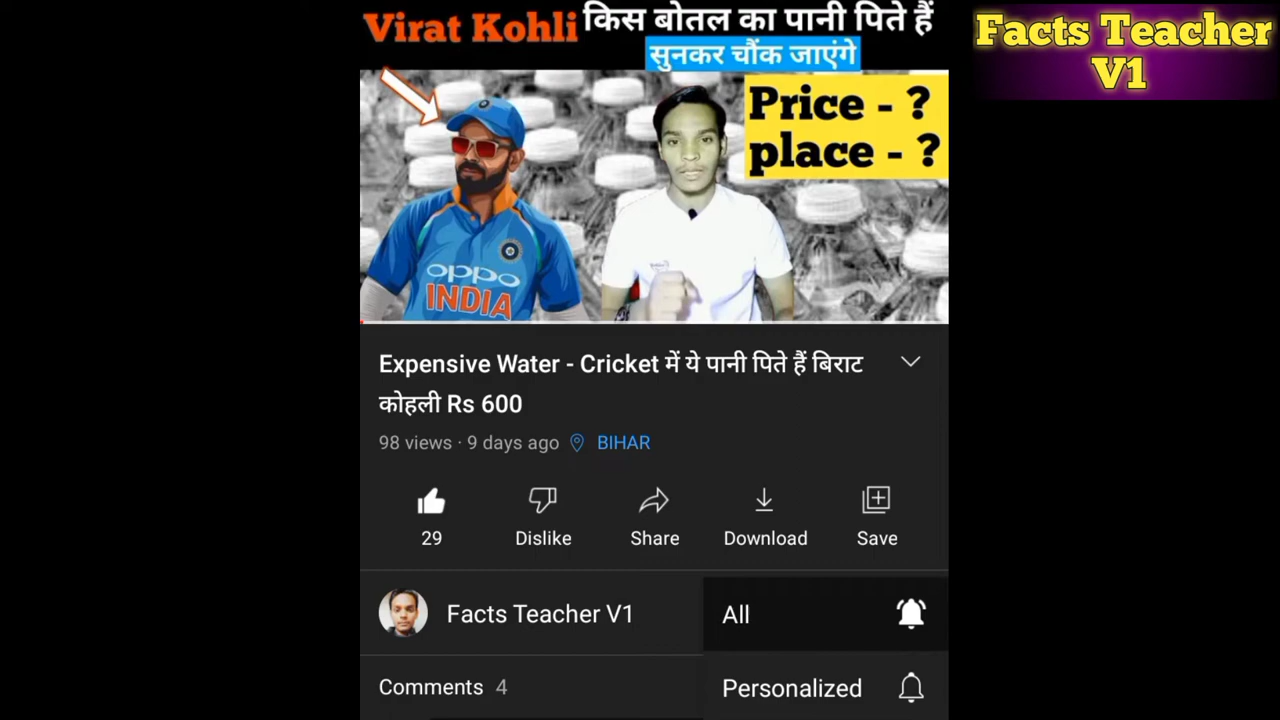 Virat Kohli किस बोतल का पानी पिते हैं
सुनकर चौंक जाएंगे
Facts Teacher
V1
Price - ?
place - ?
oppo
INDIA
Expensive Water - Cricket में ये पानी पिते हैं बिराट
कोहली Rs 600
98 views · 9 days ago BIHAR
29 Dislike Share Download Save
Facts Teacher V1 All
Comments 4 Personalized